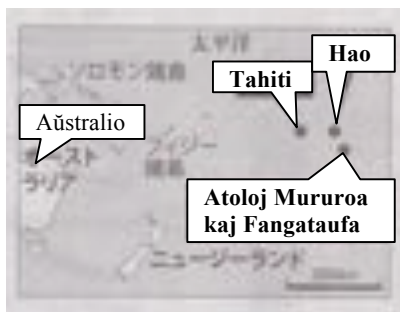 太平洋
Hao
ソロモン諸島
Tahiti
Aŭstralio
フィジー
諸島
オースト
ラリア
Atoloj Mururoa
kaj Fangataufa
ニュージーランド